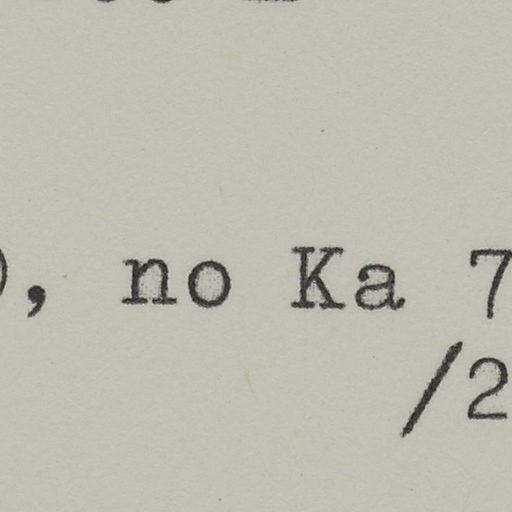 ), no Ka 7
/2